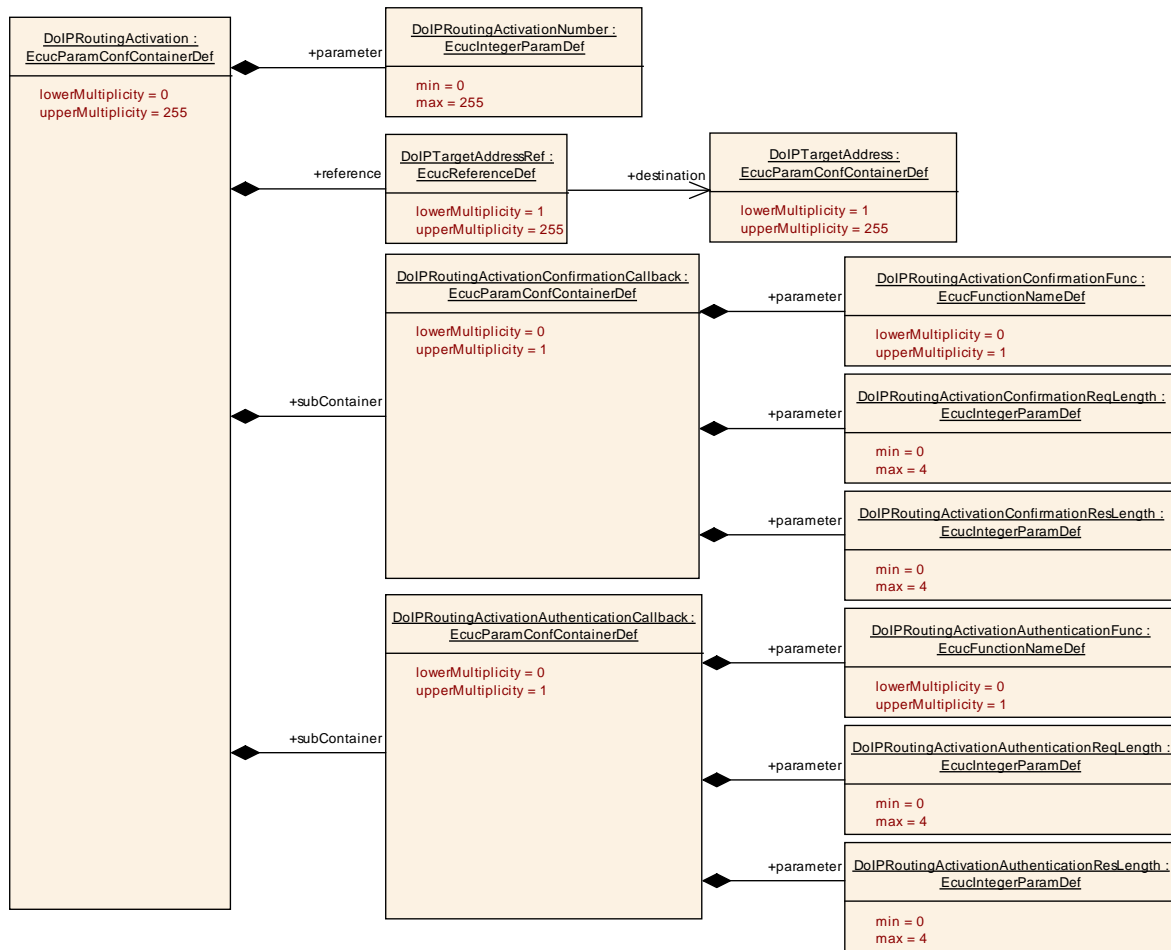 DoIPRoutingActivation :
EcucParamConfContainerDef
lowerMultiplicity = 0
upperMultiplicity = 255
+parameter
DoIPRoutingActivationNumber :
EcucIntegerParamDef
min = 0
max = 255
+reference
DoIPTargetAddressRef :
EcucReferenceDef
lowerMultiplicity = 1
upperMultiplicity = 255
+destination
DoIPTargetAddress :
EcucParamConfContainerDef
lowerMultiplicity = 1
upperMultiplicity = 255
+subContainer
DoIPRoutingActivationConfirmationCallback :
EcucParamConfContainerDef
lowerMultiplicity = 0
upperMultiplicity = 1
+parameter
DoIPRoutingActivationConfirmationFunc :
EcucFunctionNameDef
lowerMultiplicity = 0
upperMultiplicity = 1
+parameter
DoIPRoutingActivationConfirmationReqLength :
EcucIntegerParamDef
min = 0
max = 4
+parameter
DoIPRoutingActivationConfirmationResLength :
EcucIntegerParamDef
min = 0
max = 4
+subContainer
DoIPRoutingActivationAuthenticationCallback :
EcucParamConfContainerDef
lowerMultiplicity = 0
upperMultiplicity = 1
+parameter
DoIPRoutingActivationAuthenticationFunc :
EcucFunctionNameDef
lowerMultiplicity = 0
upperMultiplicity = 1
+parameter
DoIPRoutingActivationAuthenticationReqLength :
EcucIntegerParamDef
min = 0
max = 4
+parameter
DoIPRoutingActivationAuthenticationResLength :
EcucIntegerParamDef
min = 0
max = 4